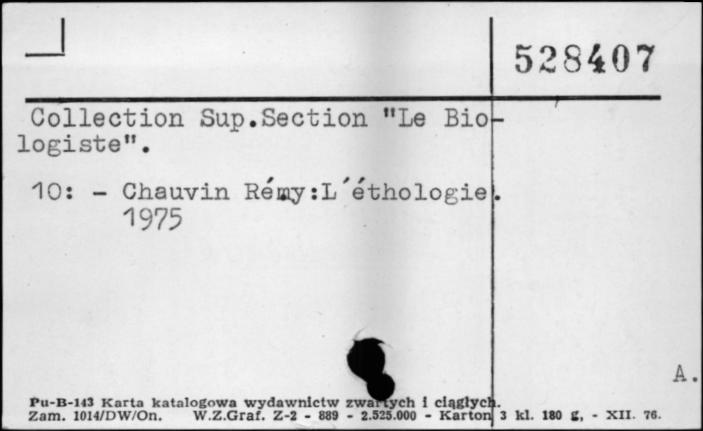 528407
Collection Sup.Section "Le Bio-
logiste".
10: - Chauvin Rémy:L'éthologie.
1975
A.
Pu-B-143 Karta katalogowa wydawnictw zwartych i ciągłych.
Zam. 1014/DW/On. W.Z.Graf. Z-2 - 889 - 2.525.000 - Karton 3 kl. 180 g, - XII. 76.